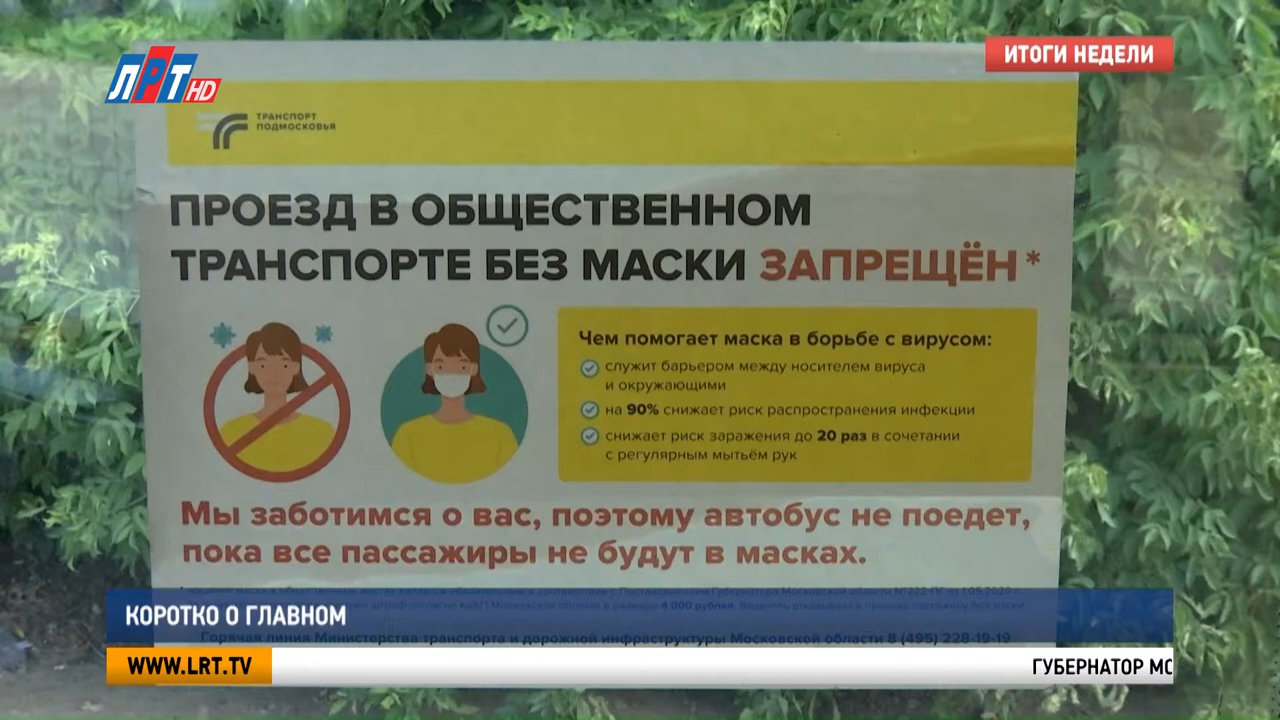 ЛРТ HD
ИТОГИ НЕДЕЛИ
ТРАНСПОРТ
ПОДМОСКОВЬЯ
ПРОЕЗД В ОБЩЕСТВЕННОМ
ТРАНСПОРТЕ БЕЗ МАСКИ ЗАПРЕЩЁН*
Чем помогает маска в борьбе с вирусом:
служит барьером между носителем вируса
и окружающими
на 90% снижает риск распространения инфекции
снижает риск заражения до 20 раз в сочетании
с регулярным мытьём рук
Мы заботимся о вас, поэтому автобус не поедет,
пока все пассажиры не будут в масках.
КОРОТКО О ГЛАВНОМ
Горячая линия Министерства транспорта и дорожной инфраструктуры Московской области 8 (495) 228-19-19
WWW.LRT.TV
ГУБЕРНАТОР МО